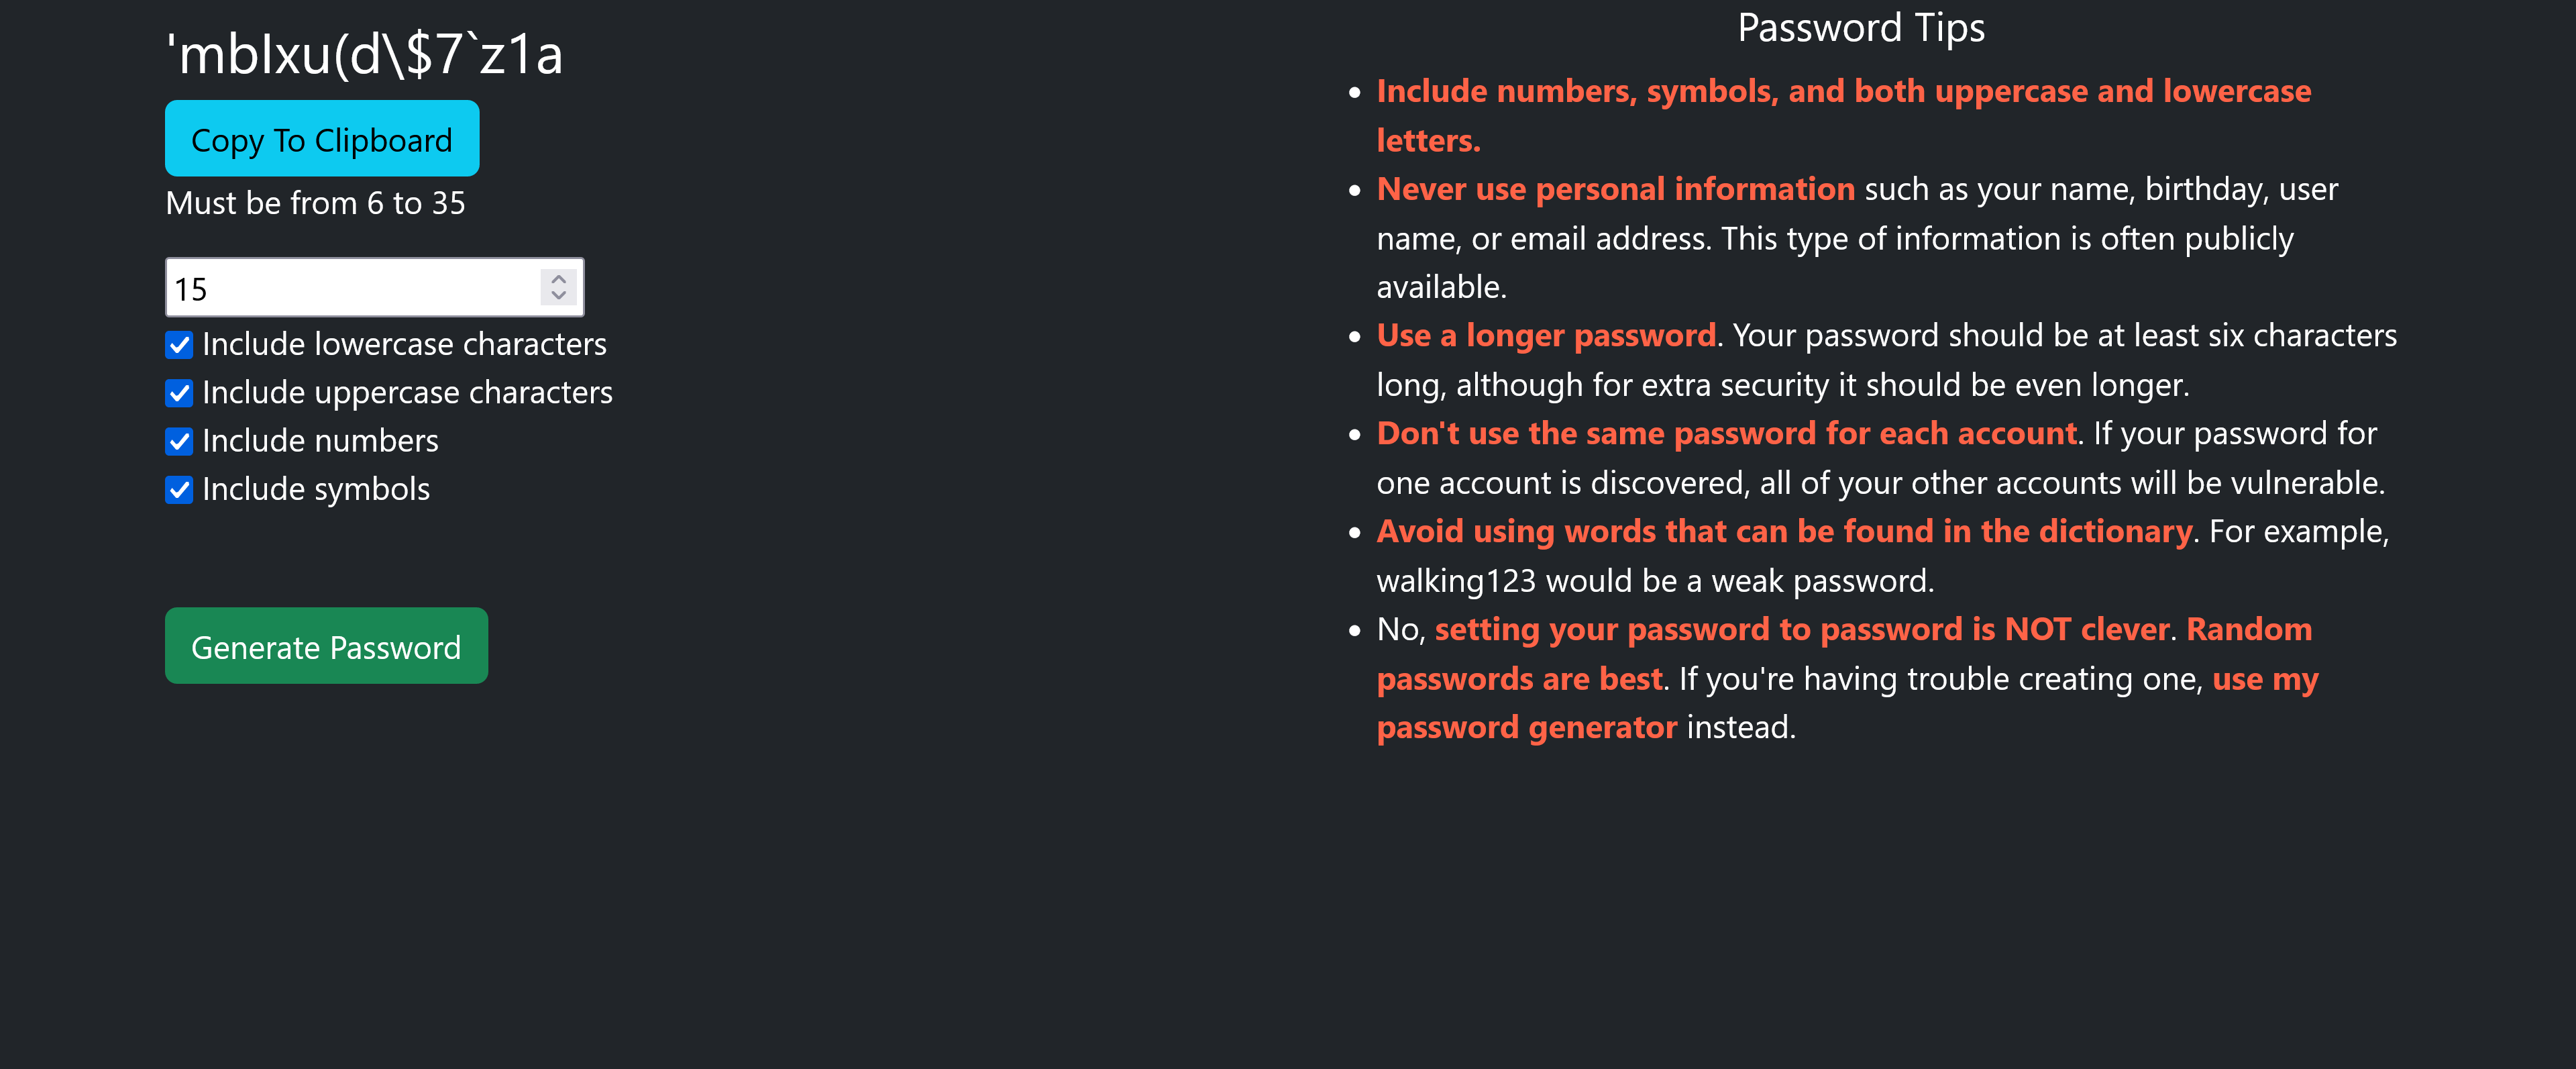 'mbIxu(d\$7`z1a
Copy To Clipboard
Must be from 6 to 35
15
Include lowercase characters
Include uppercase characters
Include numbers
Include symbols
Generate Password
Password Tips
Include numbers, symbols, and both uppercase and lowercase
letters.
Never use personal information such as your name, birthday, user
name, or email address. This type of information is often publicly
available.
Use a longer password. Your password should be at least six characters
long, although for extra security it should be even longer.
Don't use the same password for each account. If your password for
one account is discovered, all of your other accounts will be vulnerable.
Avoid using words that can be found in the dictionary. For example,
walking123 would be a weak password.
No, setting your password to password is NOT clever. Random
passwords are best. If you're having trouble creating one, use my
password generator instead.